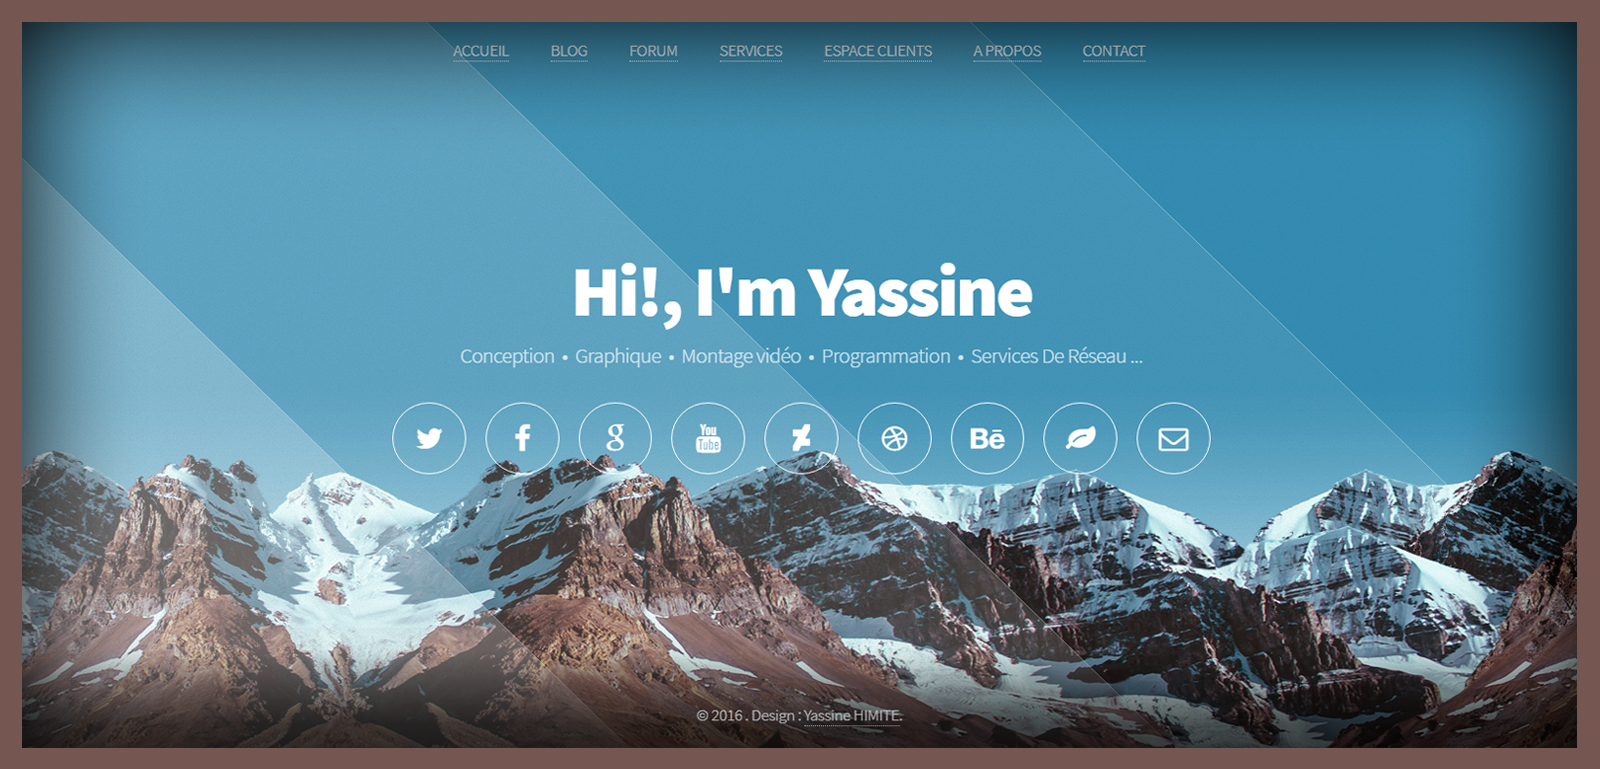 ACCUEIL BLOG FORUM SERVICES ESPACE CLIENTS A PROPOS CONTACT
Hi!, I'm Yassine
Conception • Graphique • Montage vidéo • Programmation • Services De Réseau ...
g You Tube Bē
© 2016 . Design : Yassine HIMITE.